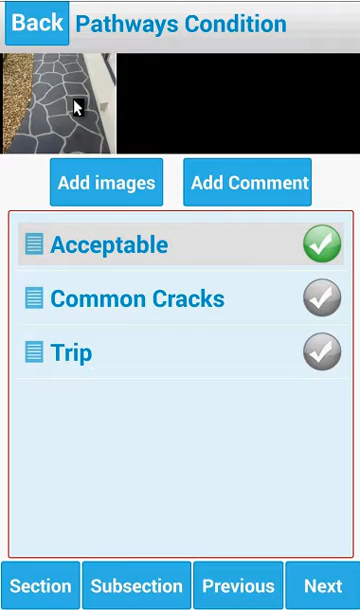 Back Pathways Condition
Add images Add Comment
Acceptable
Common Cracks
Trip
Section Subsection Previous Next